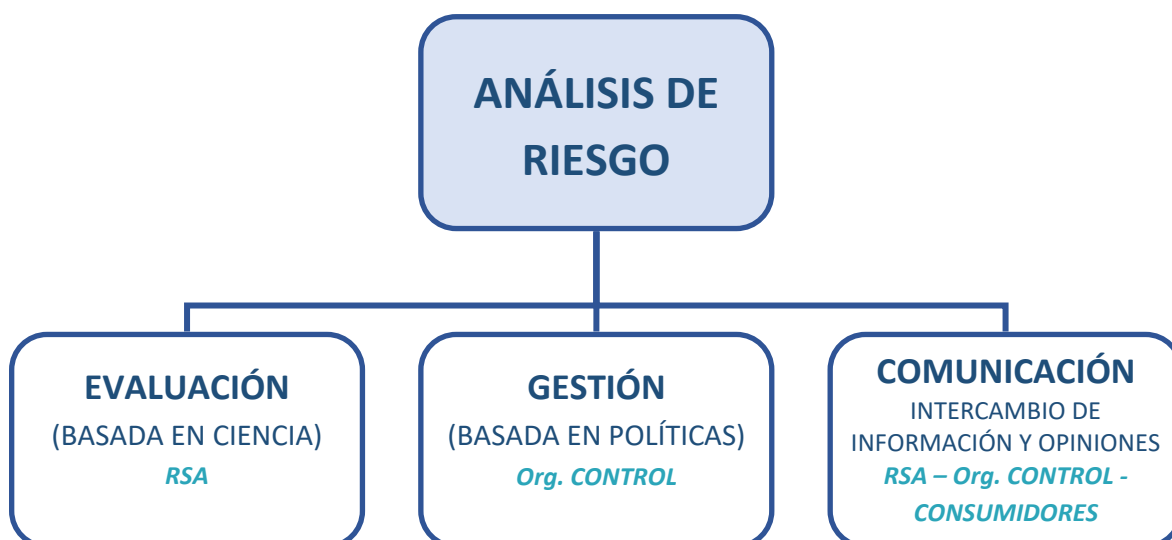 ANÁLISIS DE
RIESGO
EVALUACIÓN
(BASADA EN CIENCIA)
RSA
GESTIÓN
(BASADA EN POLÍTICAS)
Org. CONTROL
COMUNICACIÓN
INTERCAMBIO DE
INFORMACIÓN Y OPINIONES
RSA – Org. CONTROL -
CONSUMIDORES